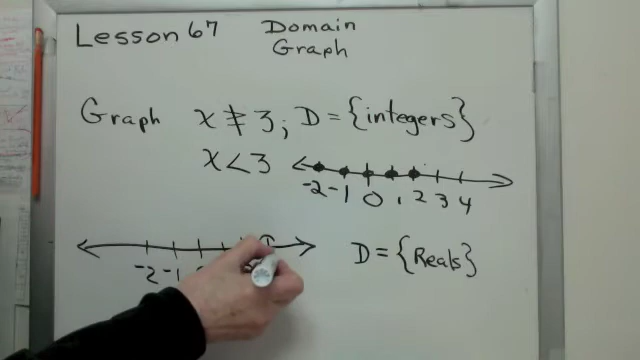 Lesson 67
Domain
Graph
Graph x ≱ 3; D = {integers}
x < 3
-2 -1 0 1 2 3 4
D = {Reals}
-2 -1